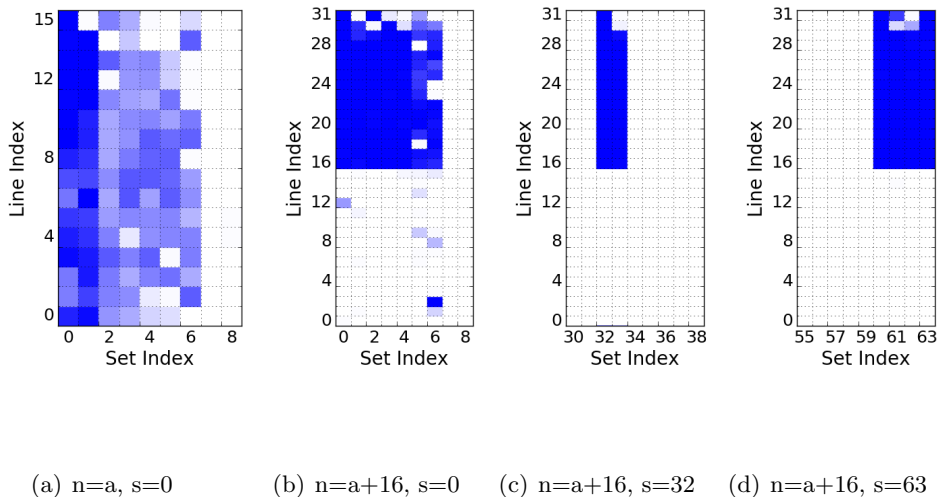 15
12
8
4
0
Line Index
0 2 4 6 8
Set Index
31
28
24
20
16
12
8
4
0
Line Index
0 2 4 6 8
Set Index
31
28
24
20
16
12
8
4
0
Line Index
30 32 34 36 38
Set Index
31
28
24
20
16
12
8
4
0
Line Index
55 57 59 61 63
Set Index
(a) n=a, s=0
(b) n=a+16, s=0
(c) n=a+16, s=32
(d) n=a+16, s=63